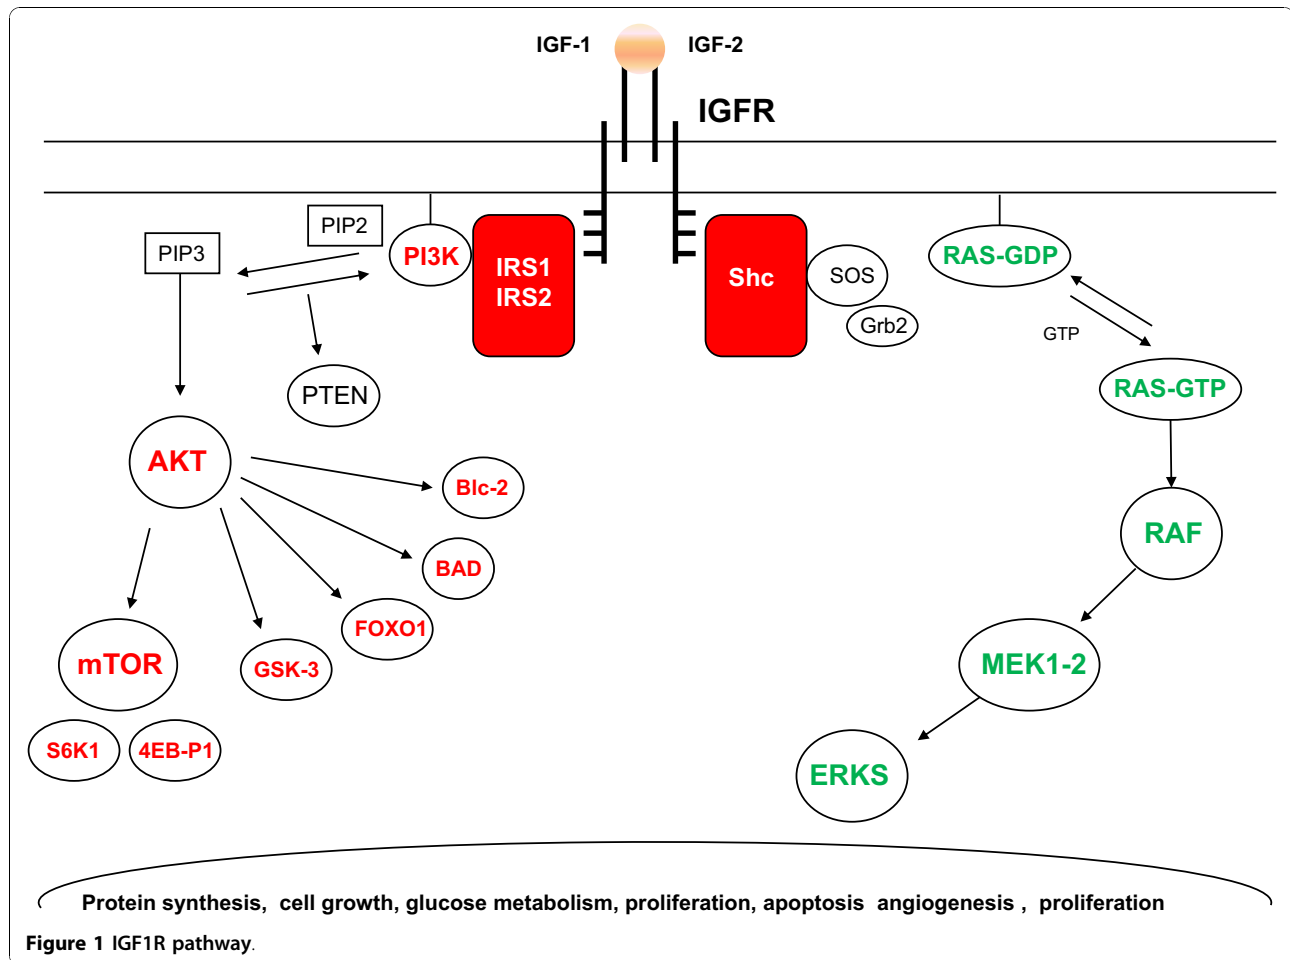 IGF-1
IGF-2
IGFR
PIP2
PIP3
PI3K
IRS1
IRS2
Shc
SOS
Grb2
RAS-GDP
GTP
RAS-GTP
PTEN
AKT
Blc-2
BAD
FOXO1
GSK-3
mTOR
S6K1
4EB-P1
RAF
MEK1-2
ERKS
Protein synthesis, cell growth, glucose metabolism, proliferation, apoptosis angiogenesis , proliferation
Figure 1 IGF1R pathway.